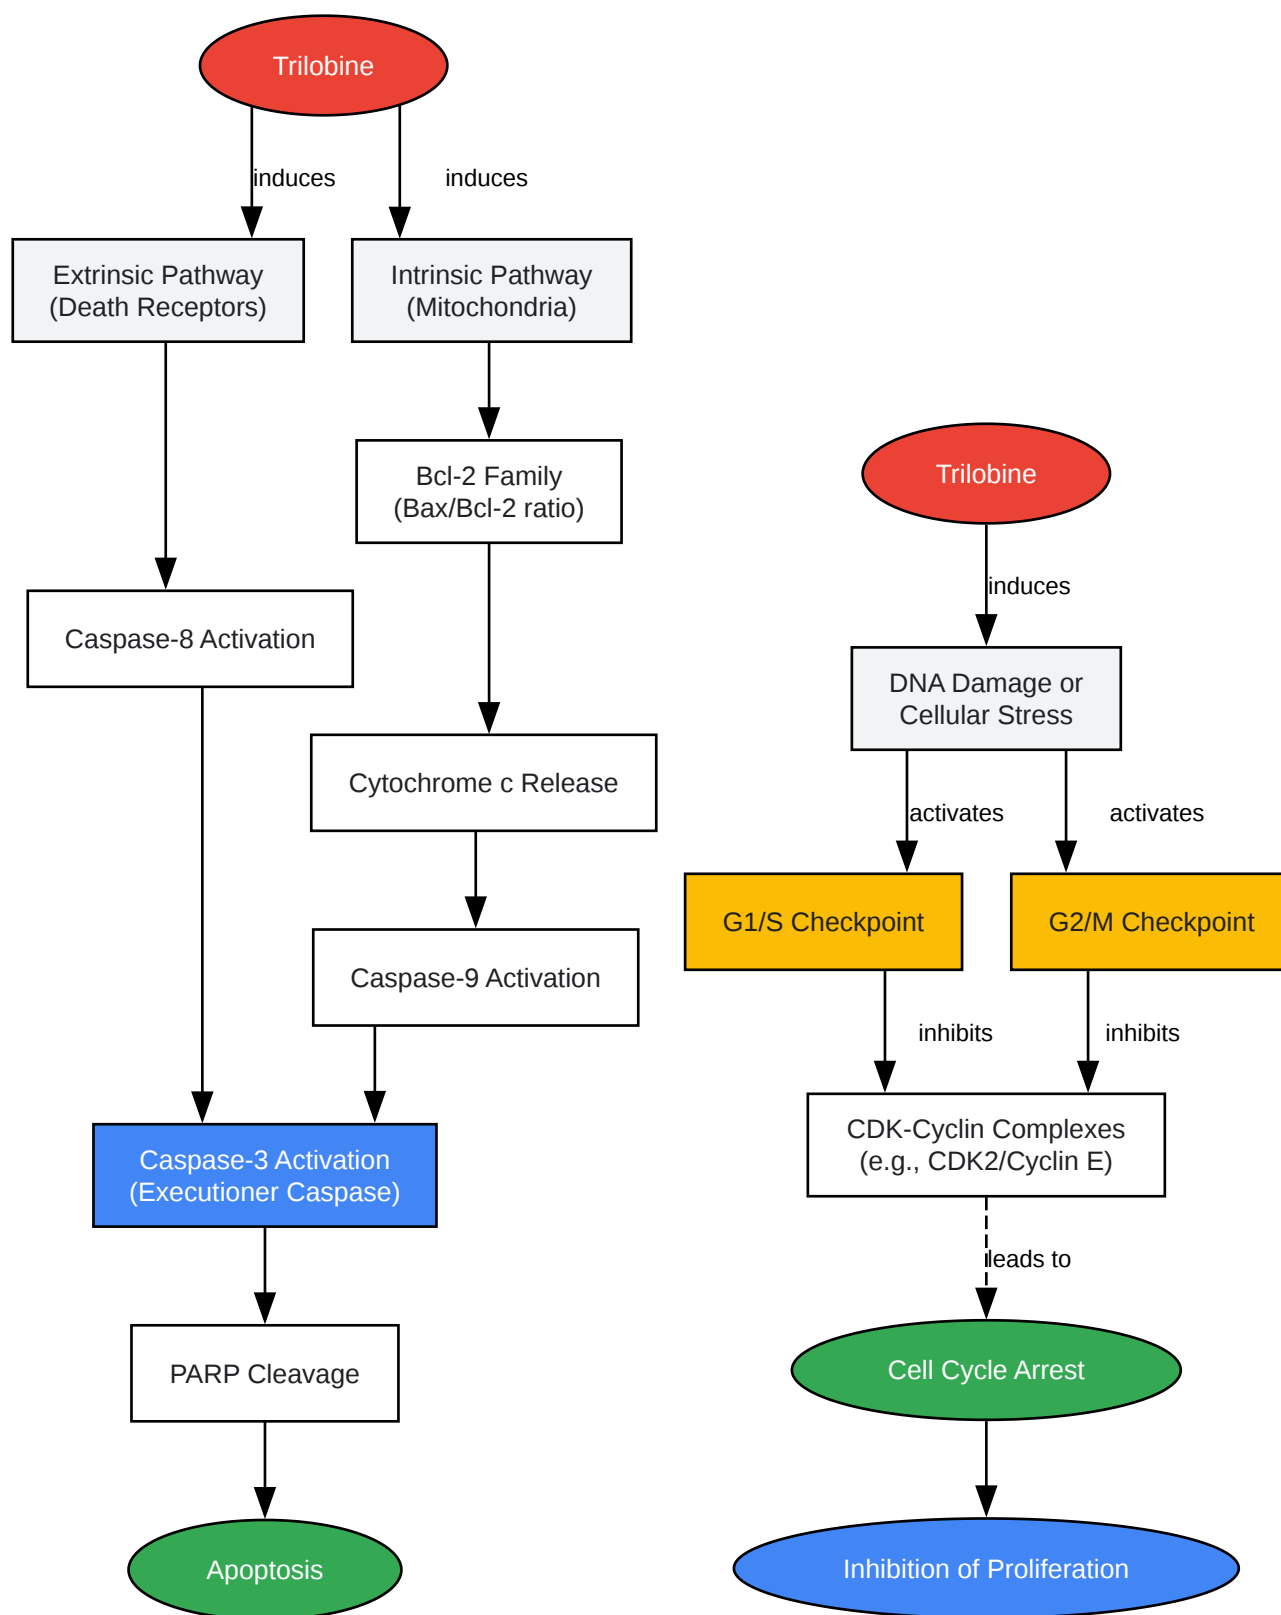 Trilobine
induces
induces
Extrinsic Pathway
(Death Receptors)
Intrinsic Pathway
(Mitochondria)
Bcl-2 Family
(Bax/Bcl-2 ratio)
Caspase-8 Activation
Cytochrome c Release
Caspase-9 Activation
Caspase-3 Activation
(Executioner Caspase)
PARP Cleavage
Apoptosis
Trilobine
induces
DNA Damage or
Cellular Stress
activates
activates
G1/S Checkpoint
G2/M Checkpoint
inhibits
inhibits
CDK-Cyclin Complexes
(e.g., CDK2/Cyclin E)
leads to
Cell Cycle Arrest
Inhibition of Proliferation